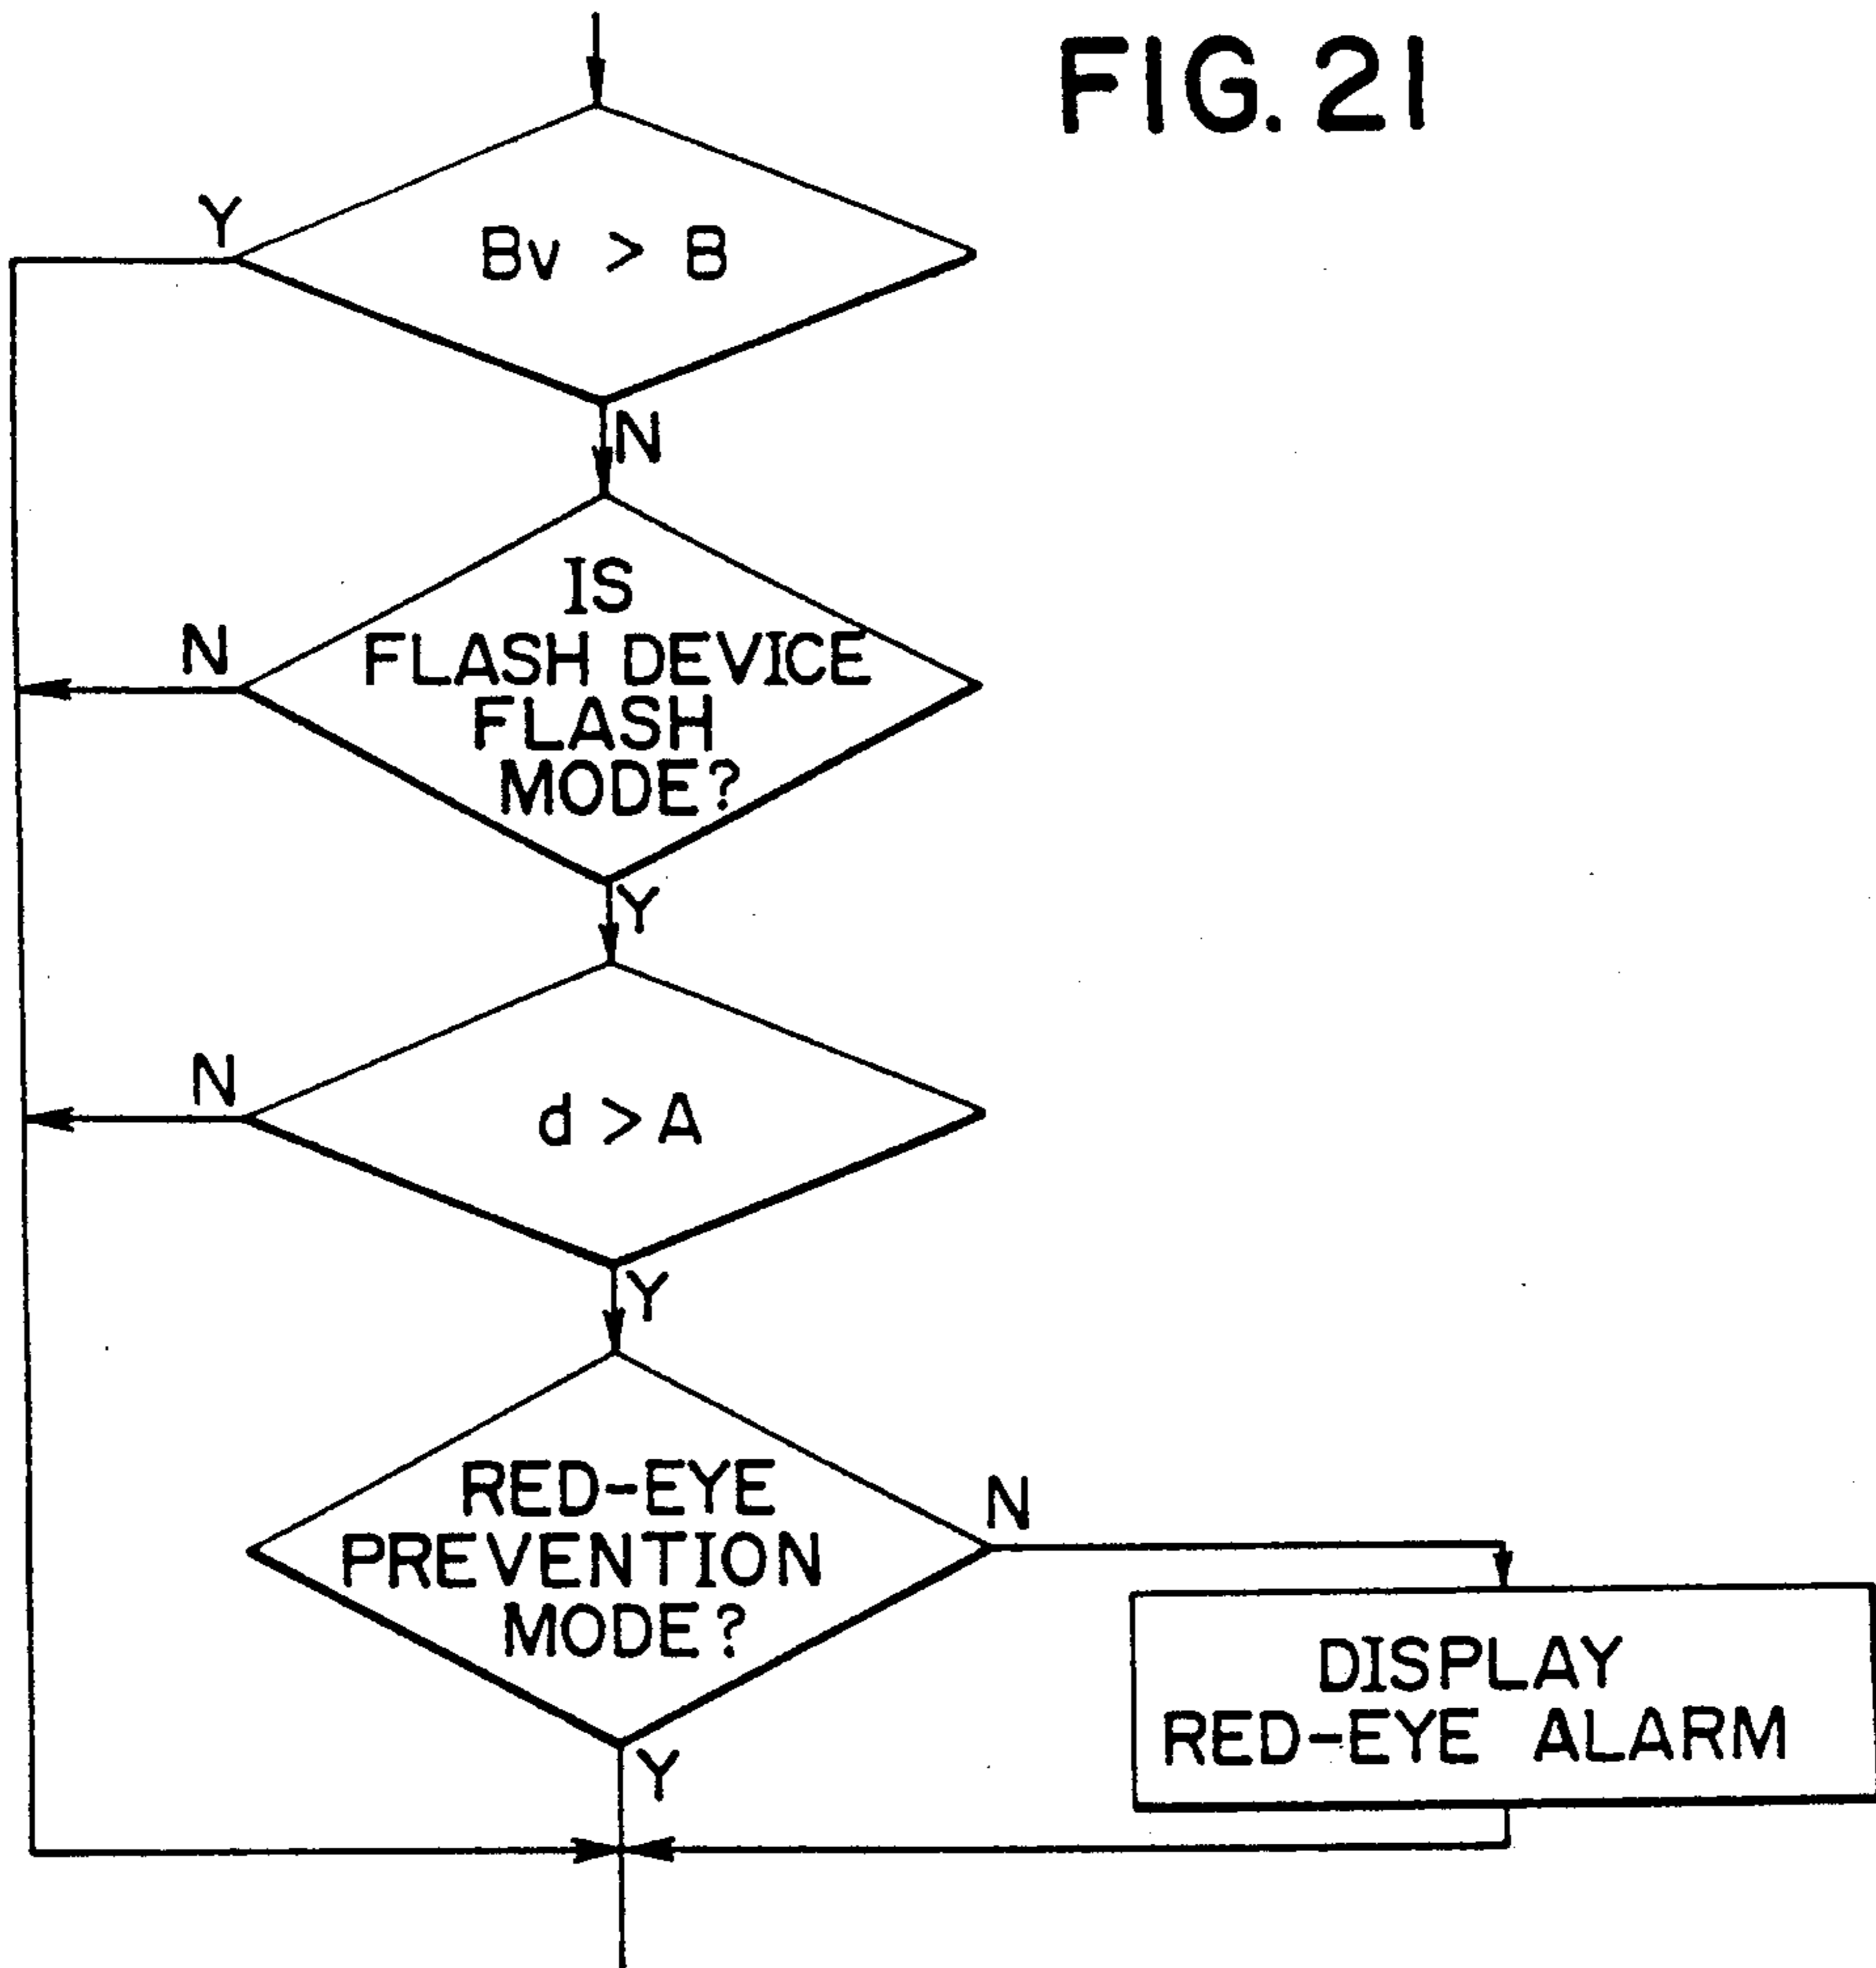 FIG. 21
Y
Bv > B
N
IS
FLASH DEVICE
FLASH
MODE?
N
Y
d > A
N
Y
RED-EYE
PREVENTION
MODE?
N
Y
DISPLAY
RED-EYE ALARM